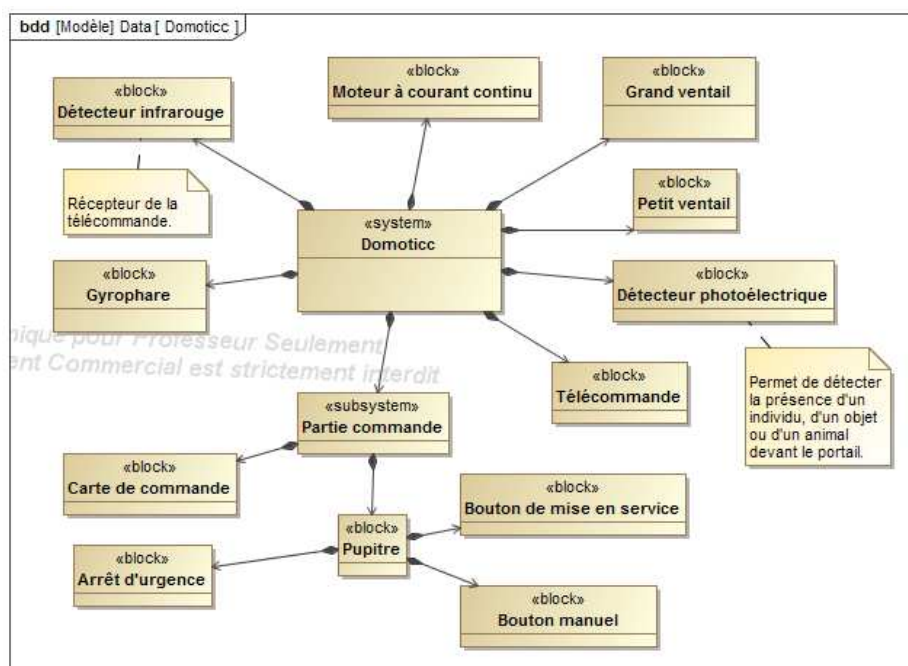 bdd [Modèle] Data [ Domoticc ]
«block»
Détecteur infrarouge
«block»
Moteur à courant continu
«block»
Grand ventail
Récepteur de la
télécommande.
«block»
Petit ventail
«system»
Domoticc
«block»
Gyrophare
«block»
Détecteur photoélectrique
nique pour Professeur Seulement
ent Commercial est strictement interdit
«block»
Télécommande
Permet de détecter
la présence d'un
individu, d'un objet
ou d'un animal
devant le portail.
«subsystem»
Partie commande
«block»
Carte de commande
«block»
Bouton de mise en service
«block»
Pupitre
«block»
Arrêt d'urgence
«block»
Bouton manuel